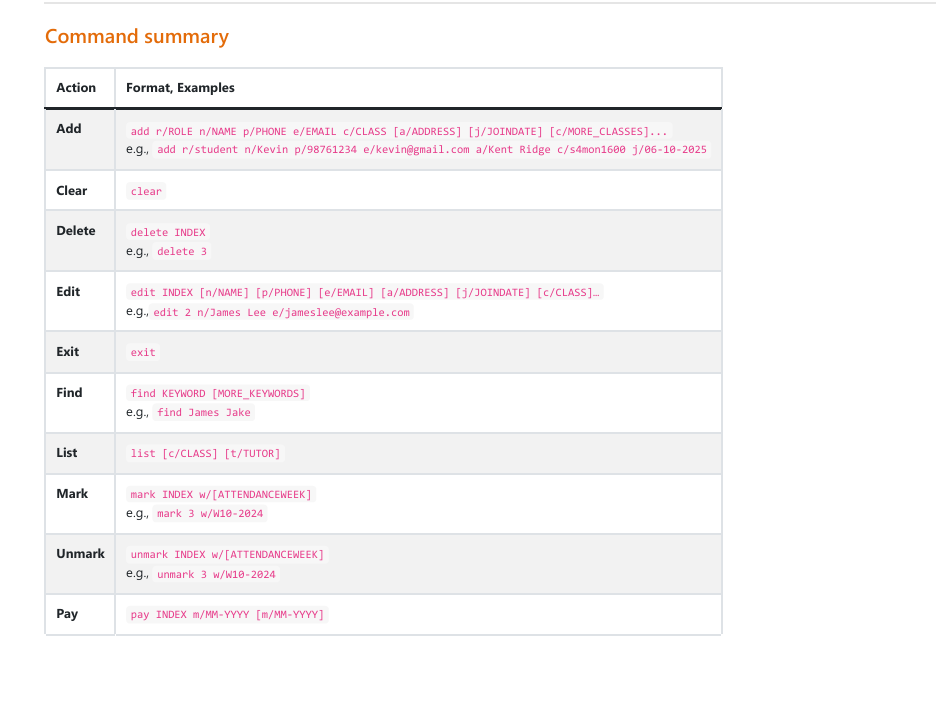 Command summary
Action Format, Examples
Add add r/ROLE n/NAME p/PHONE e/EMAIL c/CLASS [a/ADDRESS] [j/JOINDATE] [c/MORE_CLASSES]...
e.g., add r/student n/Kevin p/98761234 e/kevin@gmail.com a/Kent Ridge c/s4mon1600 j/06-10-2025
Clear clear
Delete delete INDEX
e.g., delete 3
Edit edit INDEX [n/NAME] [p/PHONE] [e/EMAIL] [a/ADDRESS] [j/JOINDATE] [c/CLASS]…
e.g., edit 2 n/James Lee e/jameslee@example.com
Exit exit
Find find KEYWORD [MORE_KEYWORDS]
e.g., find James Jake
List list [c/CLASS] [t/TUTOR]
Mark mark INDEX w/[ATTENDANCEWEEK]
e.g., mark 3 w/W10-2024
Unmark unmark INDEX w/[ATTENDANCEWEEK]
e.g., unmark 3 w/W10-2024
Pay pay INDEX m/MM-YYYY [m/MM-YYYY]